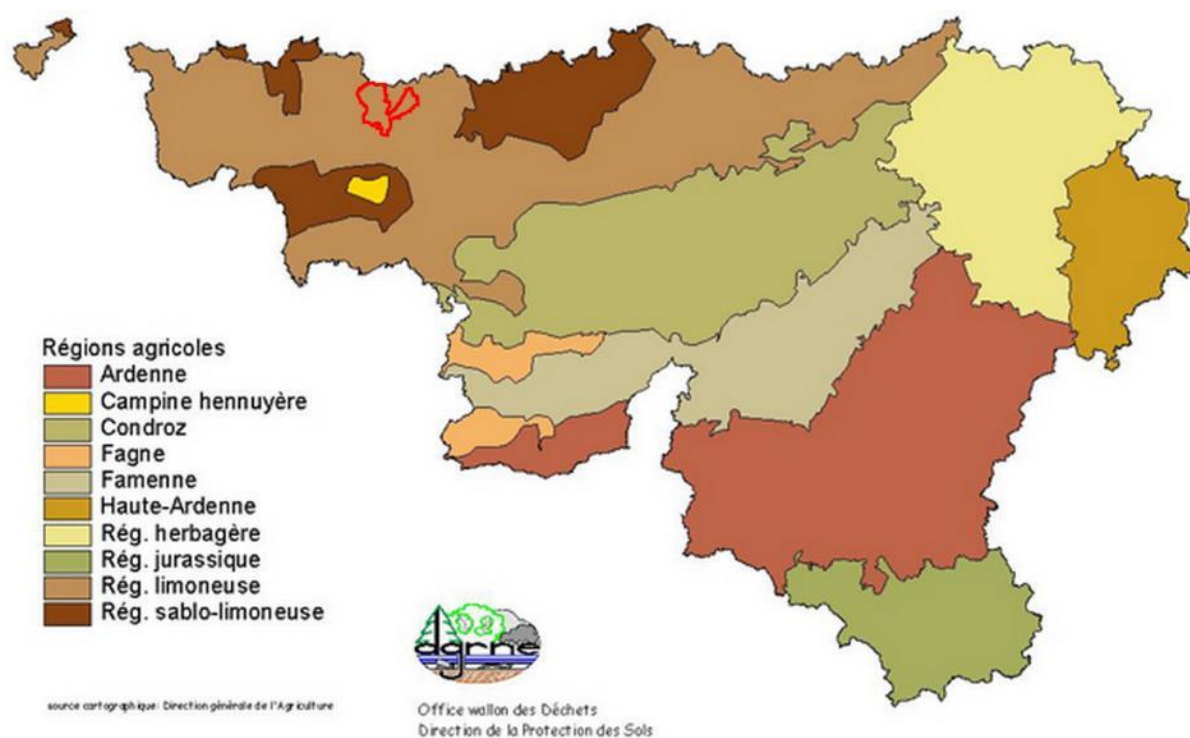 Régions agricoles
Ardenne
Campine hennuyère
Condroz
Fagne
Famenne
Haute-Ardenne
Rég. herbagère
Rég. jurassique
Rég. limoneuse
Rég. sablo-limoneuse
source cartographique: Direction générale de l'Agriculture
dgrne
Office wallon des Déchets
Direction de la Protection des Sols